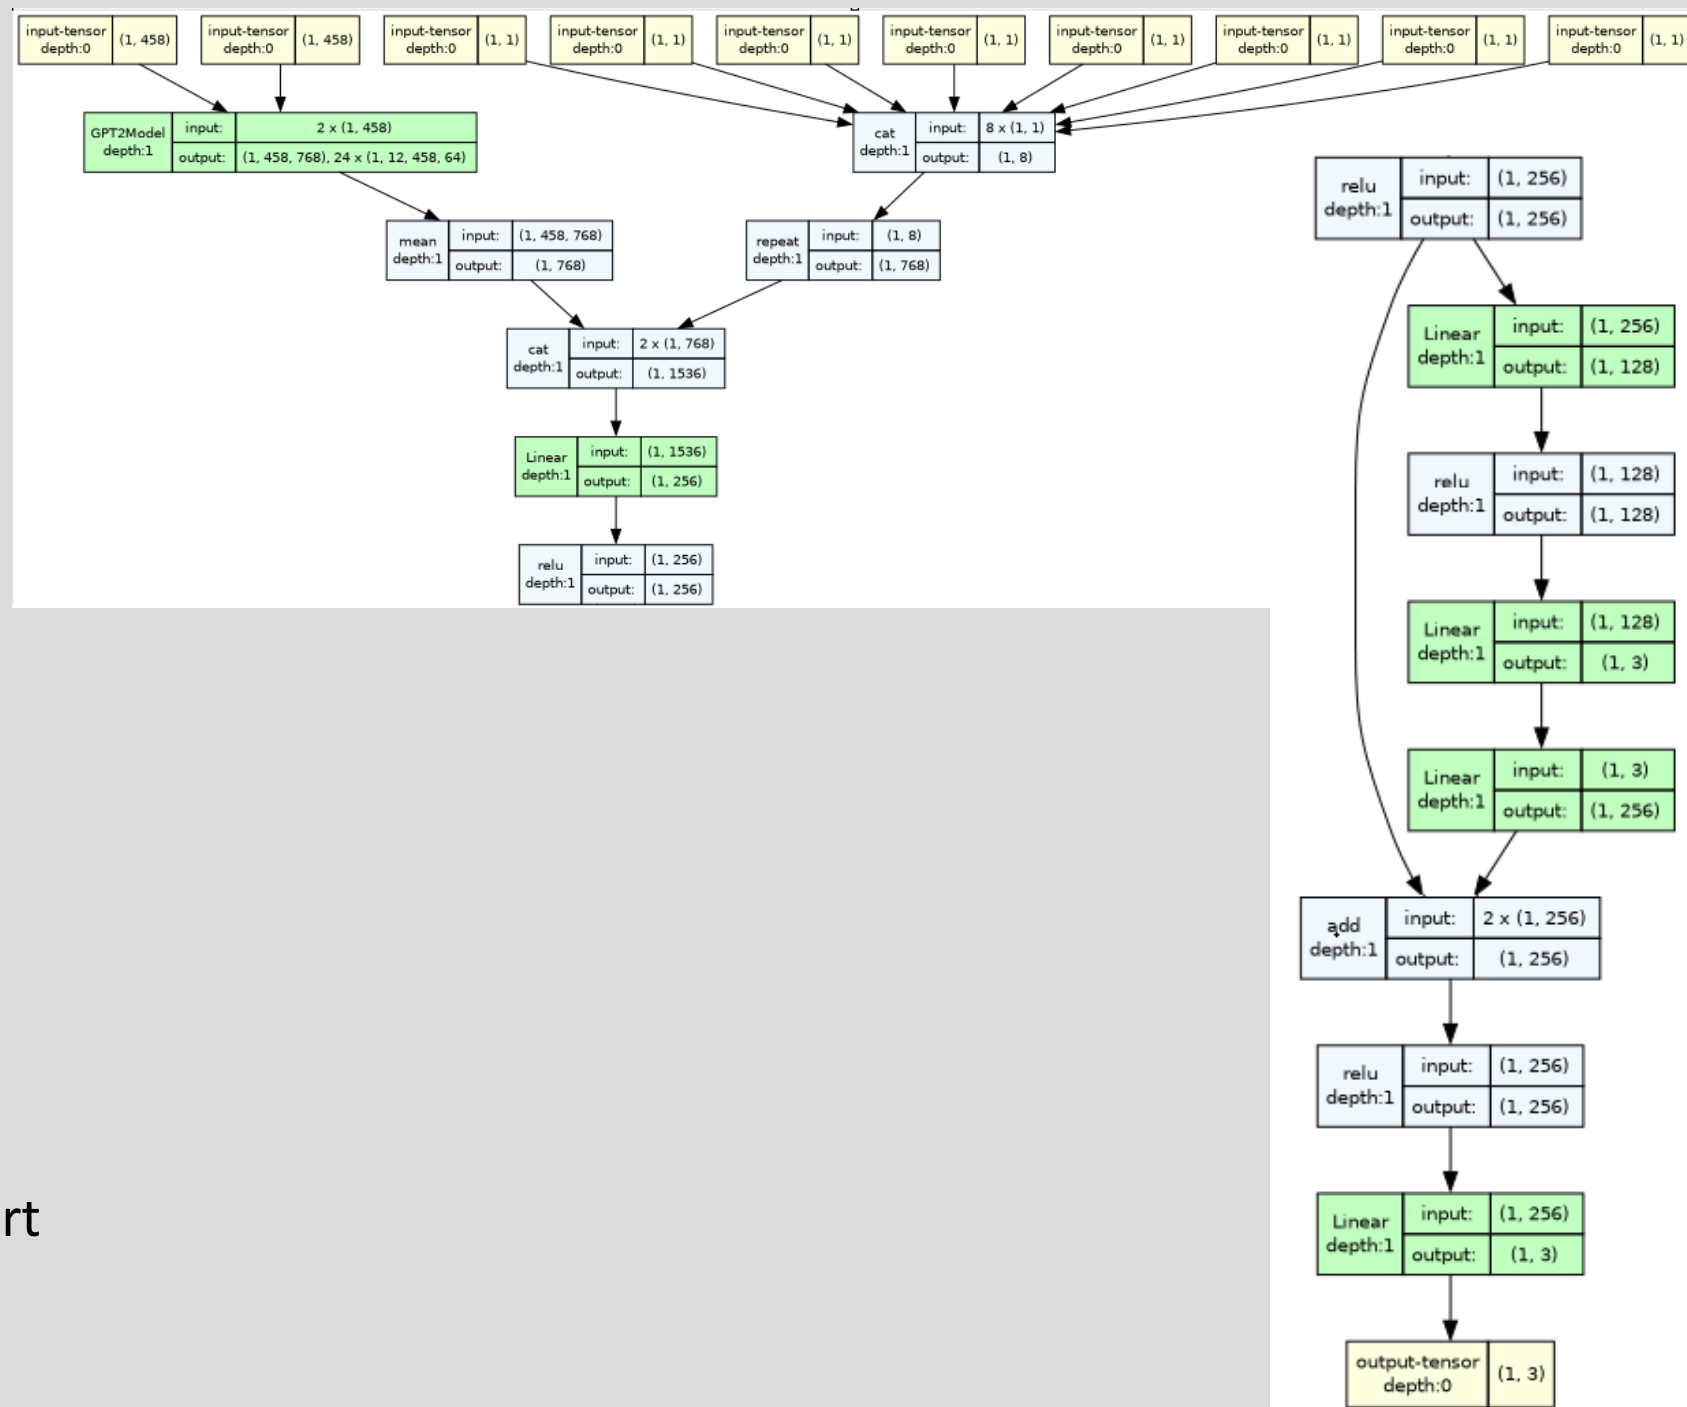 input-tensor depth:0 (1, 458)
input-tensor depth:0 (1, 458)
input-tensor depth:0 (1, 1)
input-tensor depth:0 (1, 1)
input-tensor depth:0 (1, 1)
input-tensor depth:0 (1, 1)
input-tensor depth:0 (1, 1)
input-tensor depth:0 (1, 1)
input-tensor depth:0 (1, 1)
input-tensor depth:0 (1, 1)
GPT2Model depth:1
input: 2 x (1, 458)
output: (1, 458, 768), 24 x (1, 12, 458, 64)
cat depth:1
input: 8 x (1, 1)
output: (1, 8)
mean depth:1
input: (1, 458, 768)
output: (1, 768)
repeat depth:1
input: (1, 8)
output: (1, 768)
cat depth:1
input: 2 x (1, 768)
output: (1, 1536)
Linear depth:1
input: (1, 1536)
output: (1, 256)
relu depth:1
input: (1, 256)
output: (1, 256)
relu depth:1
input: (1, 256)
output: (1, 256)
Linear depth:1
input: (1, 256)
output: (1, 128)
relu depth:1
input: (1, 128)
output: (1, 128)
Linear depth:1
input: (1, 128)
output: (1, 3)
Linear depth:1
input: (1, 3)
output: (1, 256)
add depth:1
input: 2 x (1, 256)
output: (1, 256)
relu depth:1
input: (1, 256)
output: (1, 256)
Linear depth:1
input: (1, 256)
output: (1, 3)
output-tensor depth:0 (1, 3)
rt